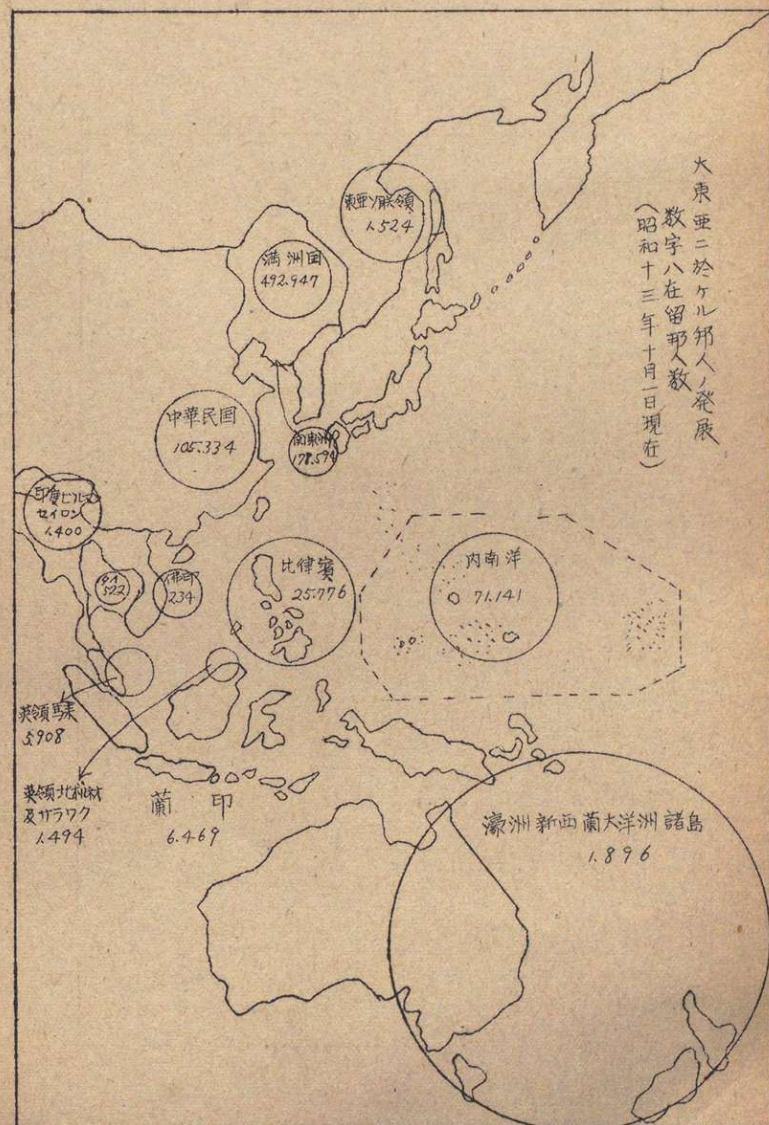 大東亜ニ於ケル邦人ノ発展
数字ハ在留邦人数
(昭和十三年十月一日現在)
東亜ソ联領
1.524
満洲国
492.947
中華民国
105.334
関東州
178.594
印度ビルマ
セイロン
1.400
タイ
522
佛印
234
比律賓
25.776
内南洋
71.141
英領馬来
5.908
英領北ボルネオ
及サラワク
1.494
蘭印
6.469
濠洲新西蘭大洋洲諸島
1.896